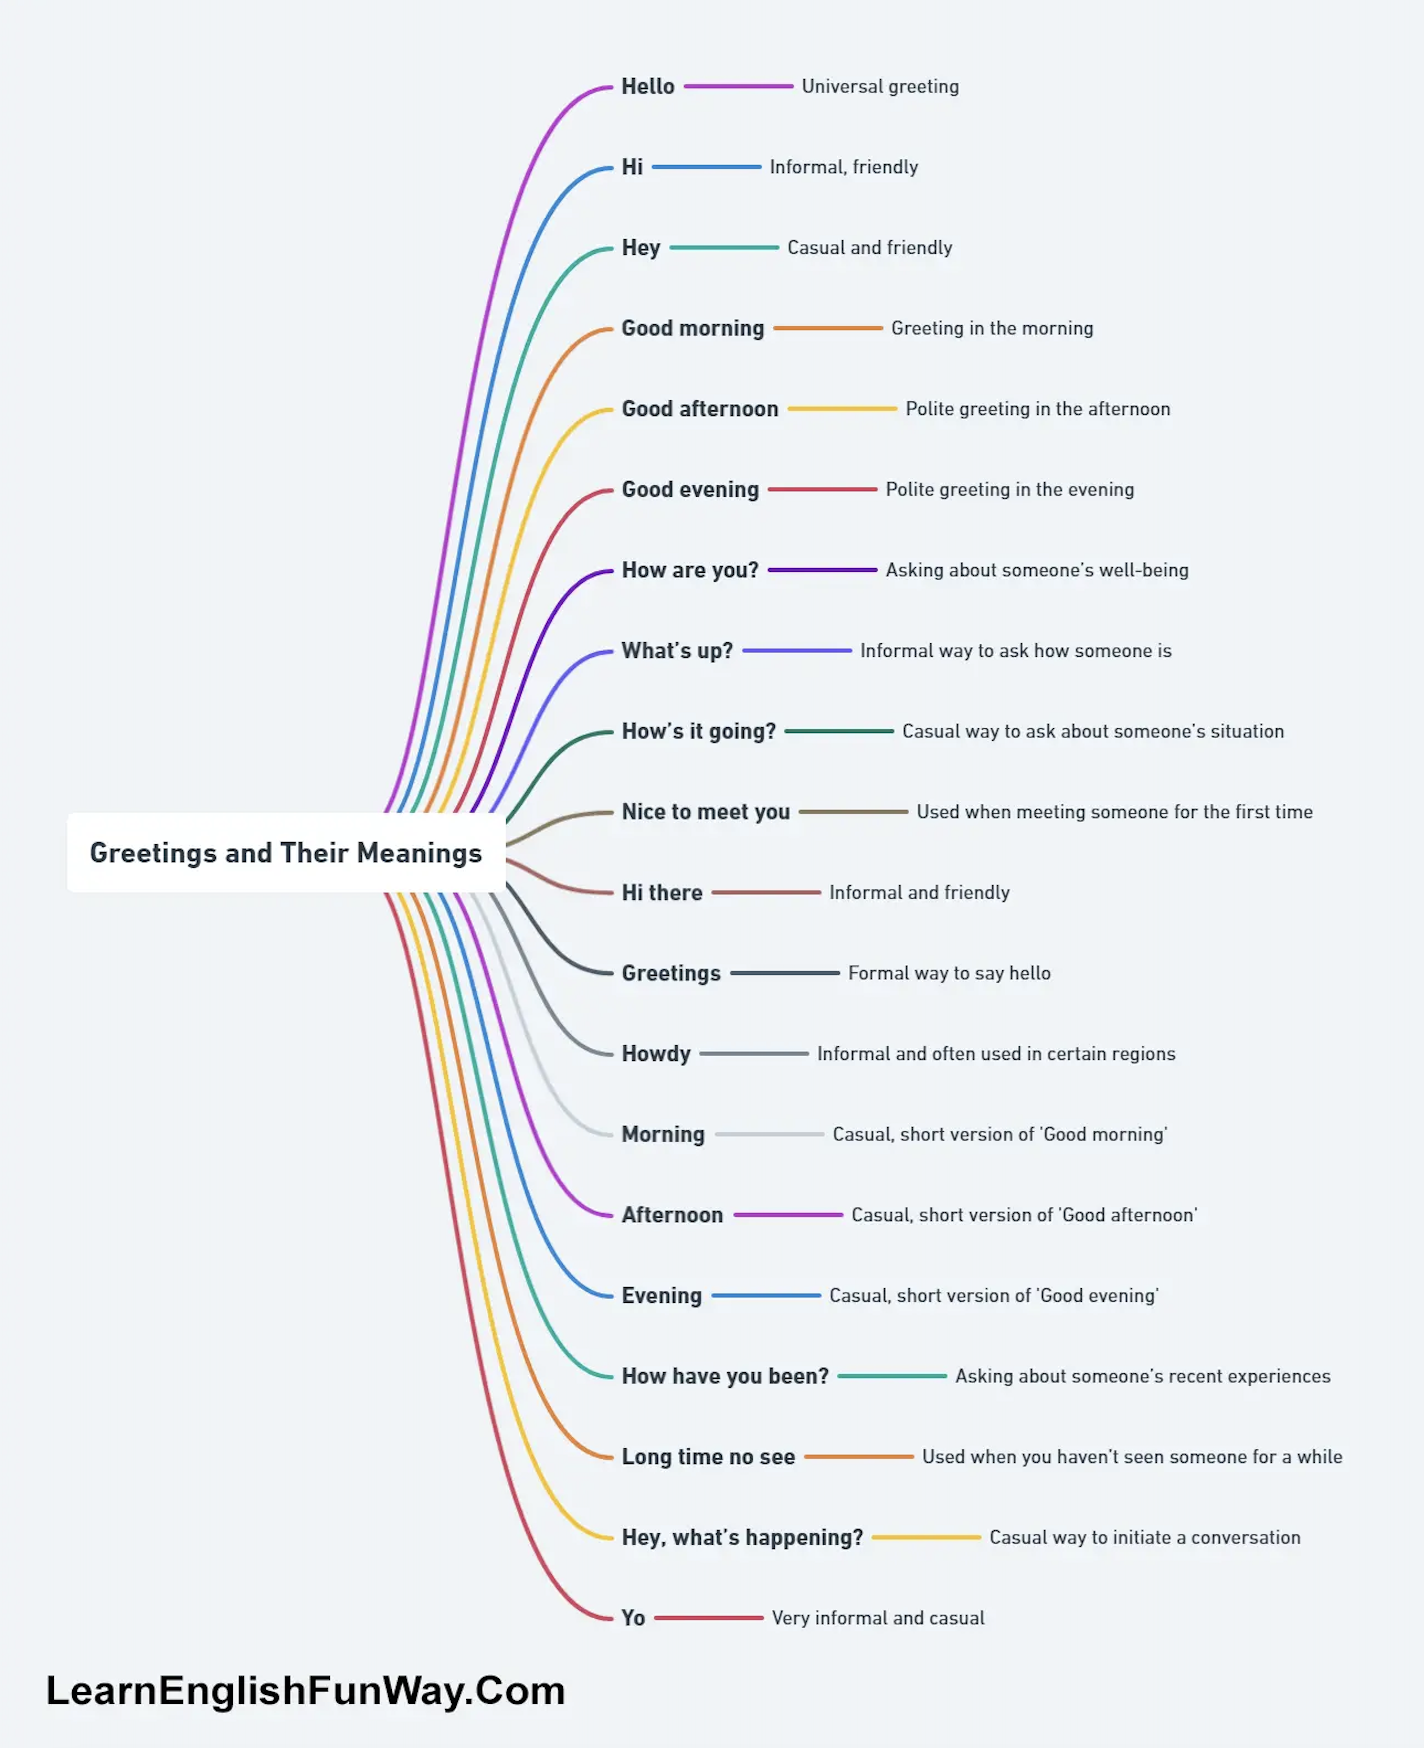 Hello Universal greeting
Hi Informal, friendly
Hey Casual and friendly
Good morning Greeting in the morning
Good afternoon Polite greeting in the afternoon
Good evening Polite greeting in the evening
How are you? Asking about someone's well-being
What's up? Informal way to ask how someone is
How's it going? Casual way to ask about someone's situation
Nice to meet you Used when meeting someone for the first time
Greetings and Their Meanings
Hi there Informal and friendly
Greetings Formal way to say hello
Howdy Informal and often used in certain regions
Morning Casual, short version of 'Good morning'
Afternoon Casual, short version of 'Good afternoon'
Evening Casual, short version of 'Good evening'
How have you been? Asking about someone's recent experiences
Long time no see Used when you haven't seen someone for a while
Hey, what's happening? Casual way to initiate a conversation
Yo Very informal and casual
LearnEnglishFunWay.Com